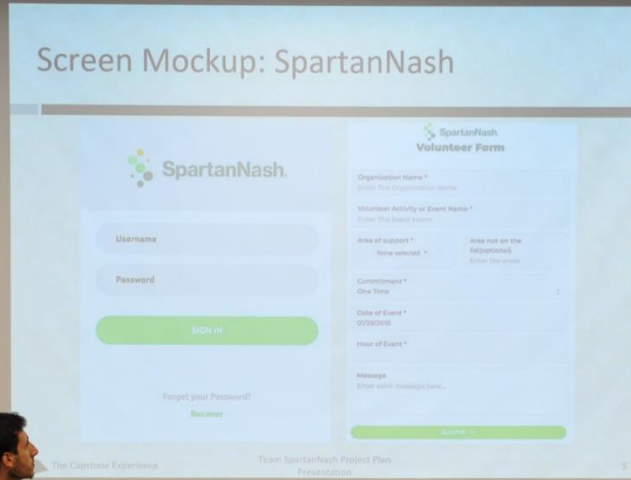 Screen Mockup: SpartanNash
SpartanNash.
Username
Password
SIGN IN
Forget your Password?
Recover
SpartanNash
Volunteer Form
Organization Name *
Enter The Organization Name
Volunteer Activity or Event Name *
Enter The Event Name
Area of support *
None selected
Area not on the
list(optional)
Enter the areas
Commitment *
One Time
Date of Event *
01/29/2018
Hour of Event *
Message
Enter extra message here...
Submit
The Capstone Experience
Team SpartanNash Project Plan
Presentation
5